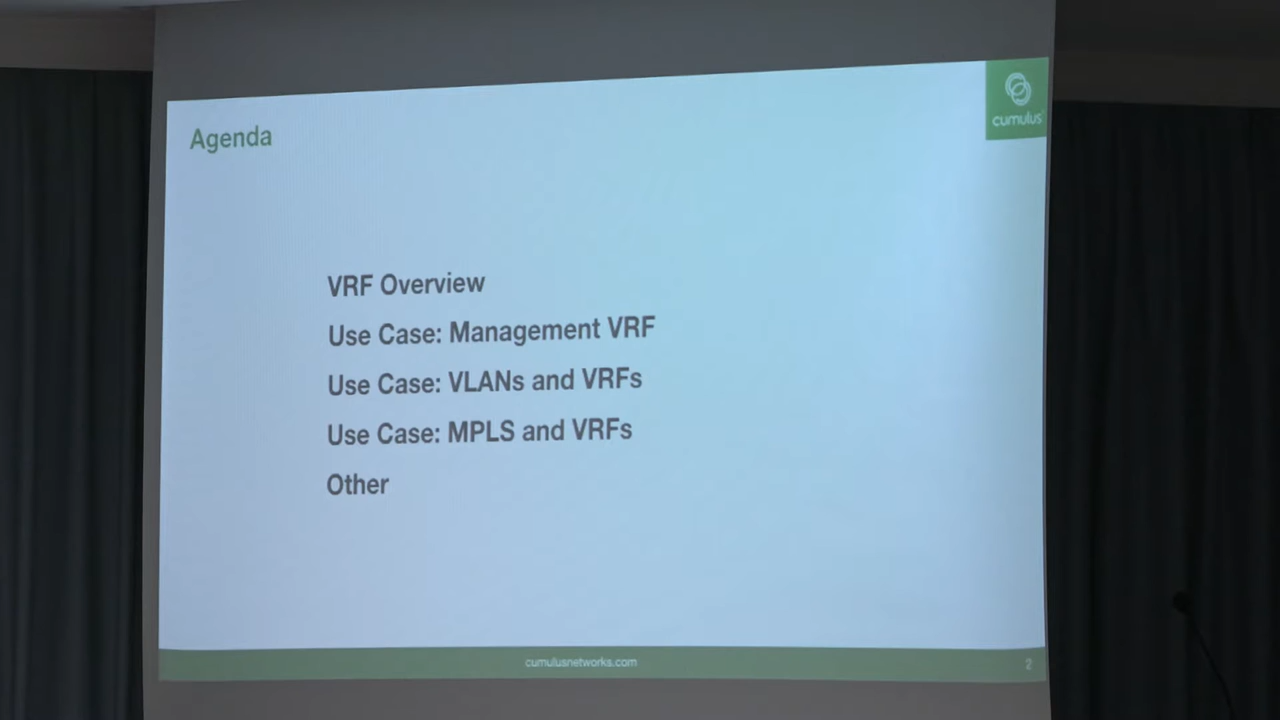 cumulus
Agenda
VRF Overview
Use Case: Management VRF
Use Case: VLANs and VRFs
Use Case: MPLS and VRFs
Other
cumulusnetworks.com
2